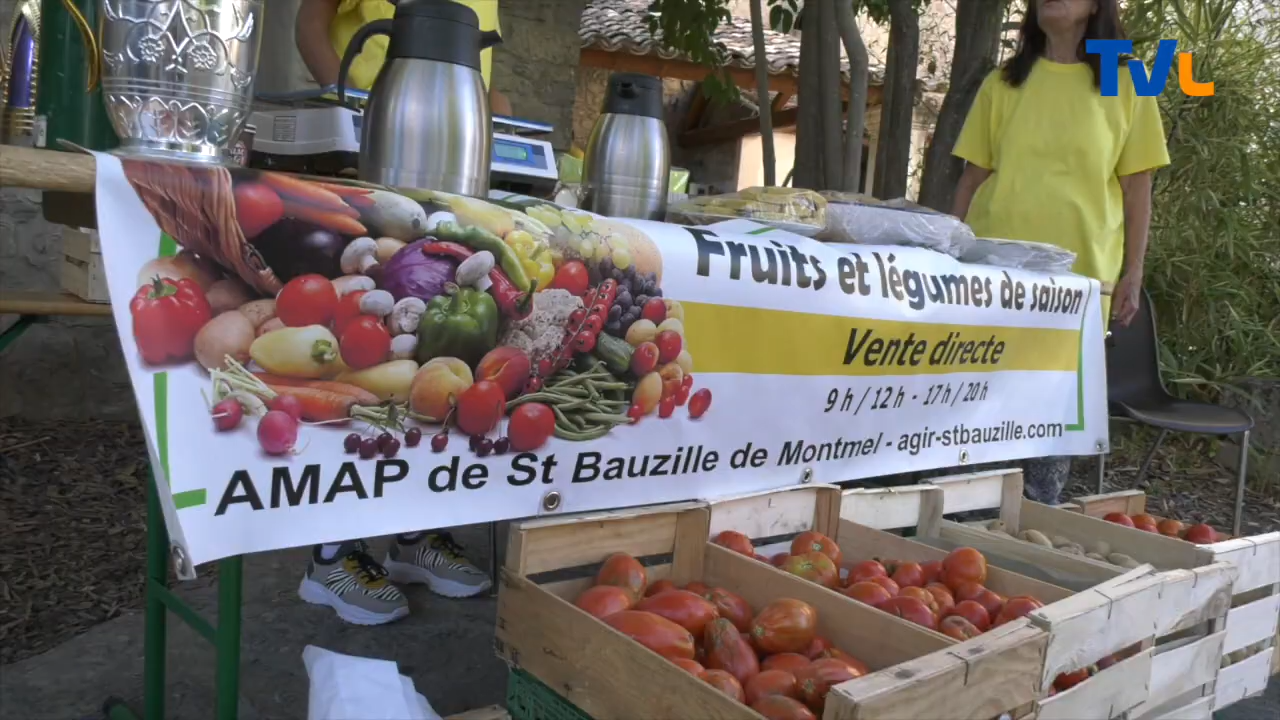 TVL
Fruits et légumes de saison
Vente directe
9 h / 12 h - 17 h / 20 h
AMAP de St Bauzille de Montmel - agir-stbauzille.com